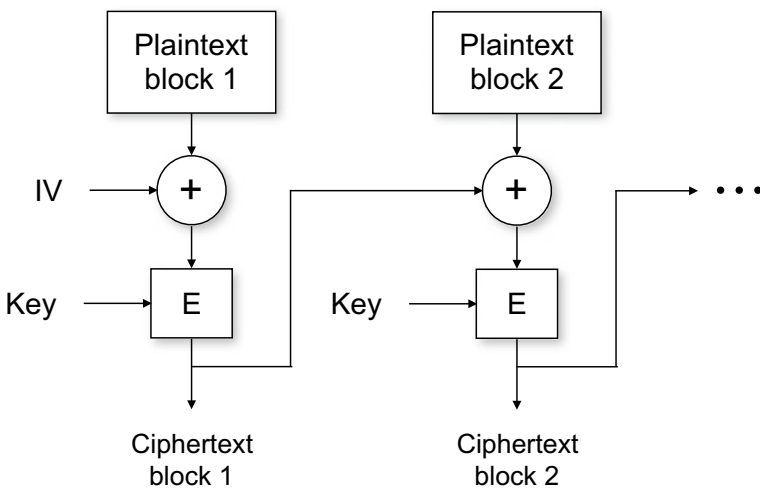 Plaintext
block 1
Plaintext
block 2
IV
+
+
...
Key
E
Key
E
Ciphertext
block 1
Ciphertext
block 2